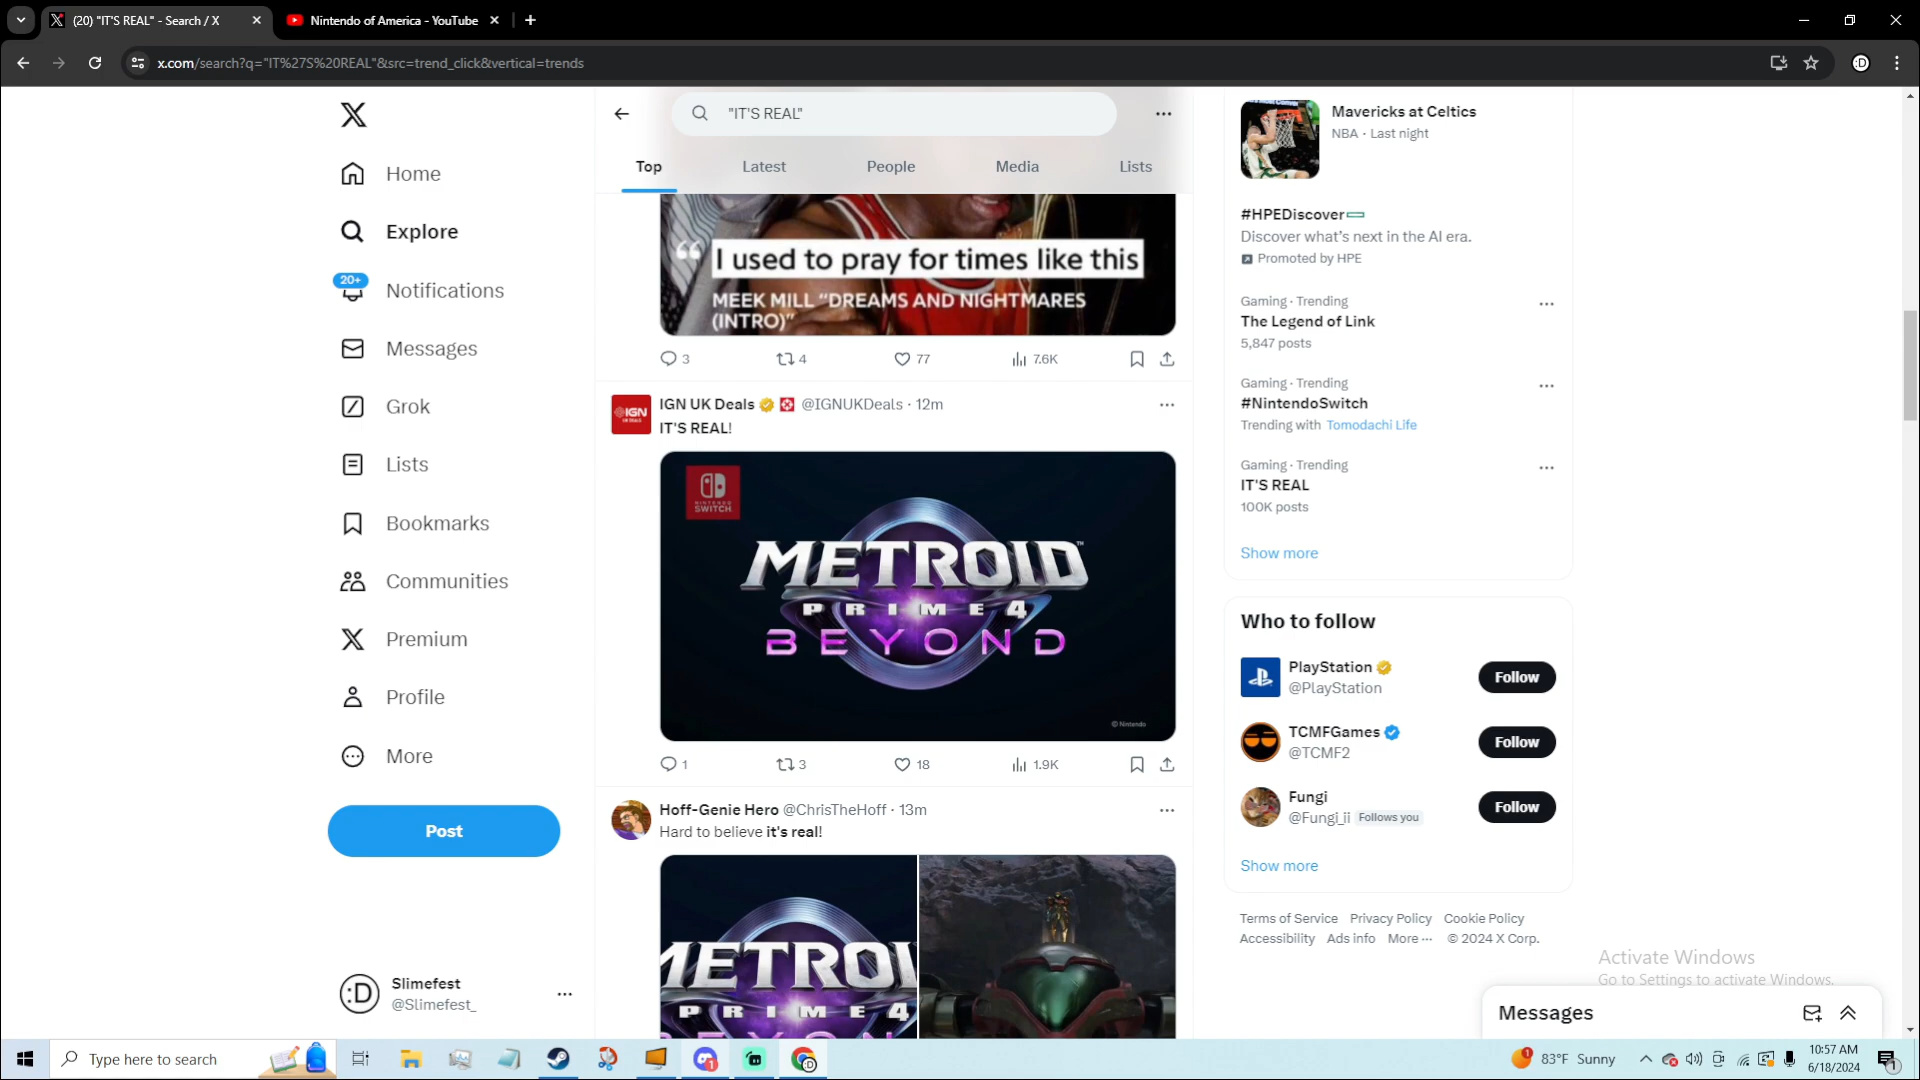 (20) "IT'S REAL" - Search / X
Nintendo of America - YouTube
x.com/search?q="IT%27S%20REAL"&src=trend_click&vertical=trends
:D
"IT'S REAL"
Top
Latest
People
Media
Lists
Home
Explore
20+
Notifications
Messages
Grok
Lists
Bookmarks
Communities
Premium
Profile
More
Post
:D
Slimefest
@Slimefest_
I used to pray for times like this
MEEK MILL “DREAMS AND NIGHTMARES
(INTRO)”
3
4
77
7.6K
IGN
IGN UK Deals @IGNUKDeals · 12m
IT'S REAL!
NINTENDO
SWITCH
METROID™
PRIME 4
BEYOND
© Nintendo
1
3
18
1.9K
Hoff-Genie Hero @ChrisTheHoff · 13m
Hard to believe it's real!
METROI
PRIME 4
BEYON
Mavericks at Celtics
NBA · Last night
#HPEDiscover
Discover what's next in the AI era.
Promoted by HPE
Gaming · Trending
The Legend of Link
5,847 posts
Gaming · Trending
#NintendoSwitch
Trending with Tomodachi Life
Gaming · Trending
IT'S REAL
100K posts
Show more
Who to follow
PlayStation
@PlayStation
Follow
TCMFGames
@TCMF2
Follow
Fungi
@Fungi_ii Follows you
Follow
Show more
Terms of Service Privacy Policy Cookie Policy
Accessibility Ads info More ··· © 2024 X Corp.
Activate Windows
Go to Settings to activate Windows.
Messages
Type here to search
1
D
1
83°F Sunny
10:57 AM
6/18/2024
1